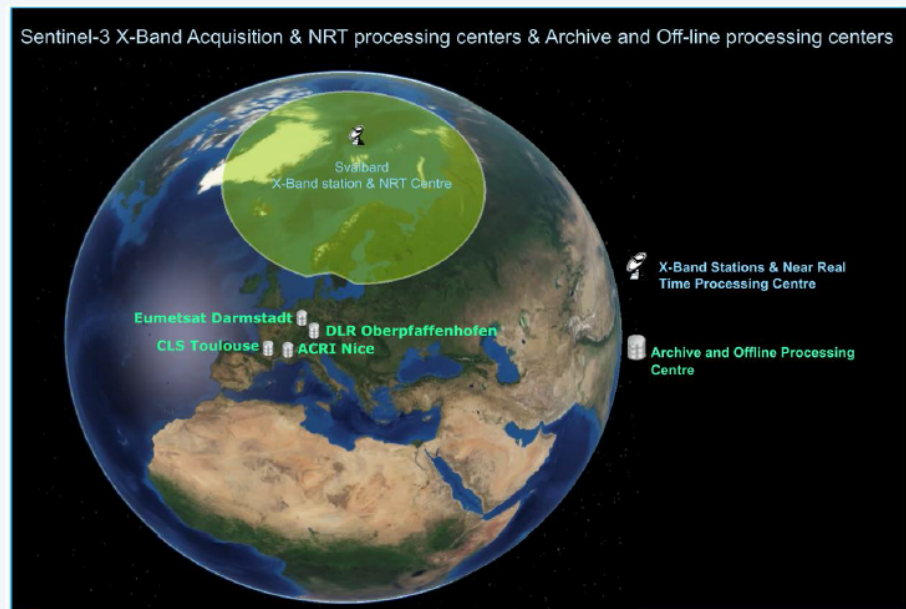 Sentinel-3 X-Band Acquisition & NRT processing centers & Archive and Off-line processing centers
Svalbard
X-Band station & NRT Centre
X-Band Stations & Near Real
Time Processing Centre
Eumetsat Darmstadt
DLR Oberpfaffenhofen
CLS Toulouse
ACRI Nice
Archive and Offline Processing
Centre